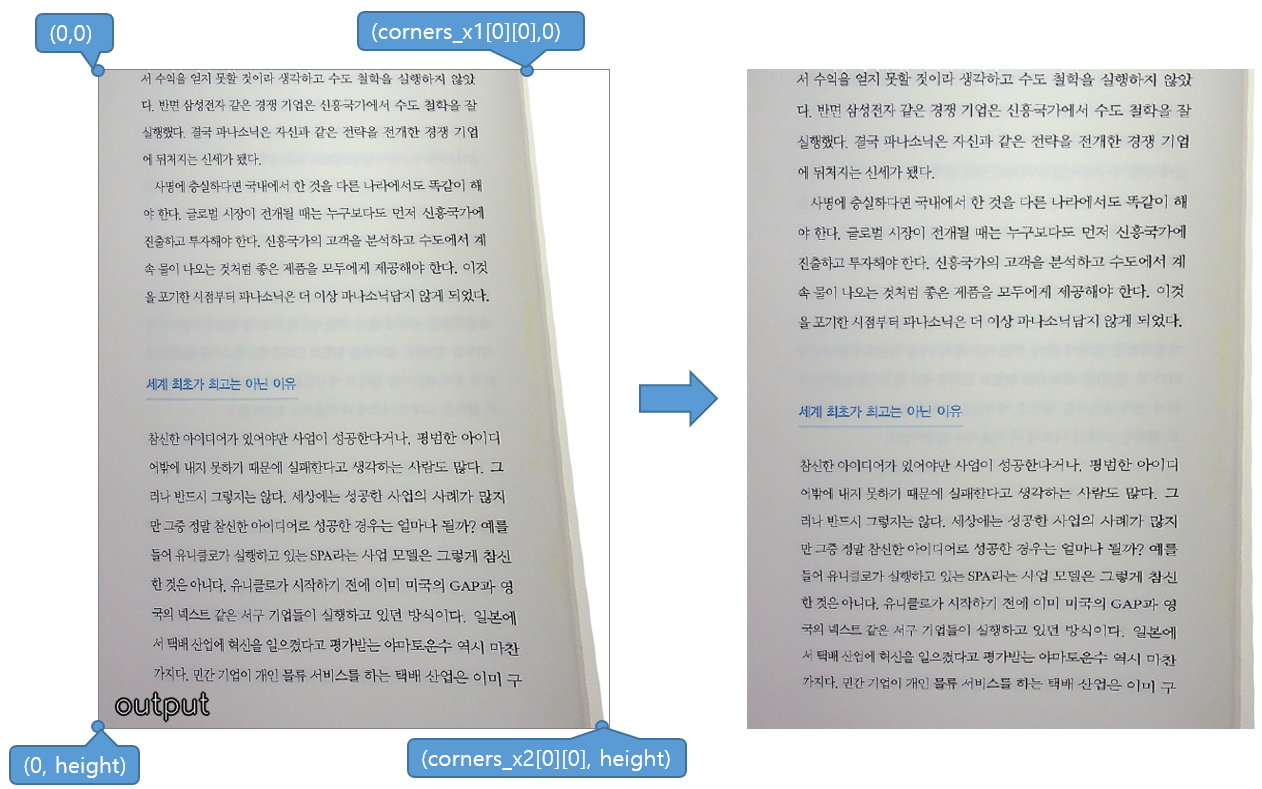 (0,0)
(corners_x1[0][0],0)
서 수익을 얻지 못할 것이라 생각하고 수도 철학을 실행하지 않았
다. 반면 삼성전자 같은 경쟁 기업은 신흥국가에서 수도 철학을 잘
실행했다. 결국 파나소닉은 자신과 같은 전략을 전개한 경쟁 기업
에 뒤처지는 신세가 됐다.
사명에 충실하다면 국내에서 한 것을 다른 나라에서도 똑같이 해
야 한다. 글로벌 시장이 전개될 때는 누구보다도 먼저 신흥국가에
진출하고 투자해야 한다. 신흥국가의 고객을 분석하고 수도에서 계
속 물이 나오는 것처럼 좋은 제품을 모두에게 제공해야 한다. 이것
을 포기한 시점부터 파나소닉은 더 이상 파나소닉답지 않게 되었다.
세계 최초가 최고는 아닌 이유
참신한 아이디어가 있어야만 사업이 성공한다거나, 평범한 아이디
어밖에 내지 못하기 때문에 실패한다고 생각하는 사람도 많다. 그
러나 반드시 그렇지는 않다. 세상에는 성공한 사업의 사례가 많지
만 그중 정말 참신한 아이디어로 성공한 경우는 얼마나 될까? 예를
들어 유니클로가 실행하고 있는 SPA라는 사업 모델은 그렇게 참신
한 것은 아니다. 유니클로가 시작하기 전에 이미 미국의 GAP과 영
국의 넥스트 같은 서구 기업들이 실행하고 있던 방식이다. 일본에
서 택배 산업에 혁신을 일으켰다고 평가받는 야마토운수 역시 마찬
가지다. 민간 기업이 개인 물류 서비스를 하는 택배 산업은 이미 구
output
(0, height)
(corners_x2[0][0], height)
서 수익을 얻지 못할 것이라 생각하고 수도 철학을 실행하지 않았
다. 반면 삼성전자 같은 경쟁 기업은 신흥국가에서 수도 철학을 잘
실행했다. 결국 파나소닉은 자신과 같은 전략을 전개한 경쟁 기업
에 뒤처지는 신세가 됐다.
사명에 충실하다면 국내에서 한 것을 다른 나라에서도 똑같이 해
야 한다. 글로벌 시장이 전개될 때는 누구보다도 먼저 신흥국가에
진출하고 투자해야 한다. 신흥국가의 고객을 분석하고 수도에서 계
속 물이 나오는 것처럼 좋은 제품을 모두에게 제공해야 한다. 이것
을 포기한 시점부터 파나소닉은 더 이상 파나소닉답지 않게 되었다.
세계 최초가 최고는 아닌 이유
참신한 아이디어가 있어야만 사업이 성공한다거나, 평범한 아이디
어밖에 내지 못하기 때문에 실패한다고 생각하는 사람도 많다. 그
러나 반드시 그렇지는 않다. 세상에는 성공한 사업의 사례가 많지
만 그중 정말 참신한 아이디어로 성공한 경우는 얼마나 될까? 예를
들어 유니클로가 실행하고 있는 SPA라는 사업 모델은 그렇게 참신
한 것은 아니다. 유니클로가 시작하기 전에 이미 미국의 GAP과 영
국의 넥스트 같은 서구 기업들이 실행하고 있던 방식이다. 일본에
서 택배 산업에 혁신을 일으켰다고 평가받는 야마토운수 역시 마찬
가지다. 민간 기업이 개인 물류 서비스를 하는 택배 산업은 이미 구